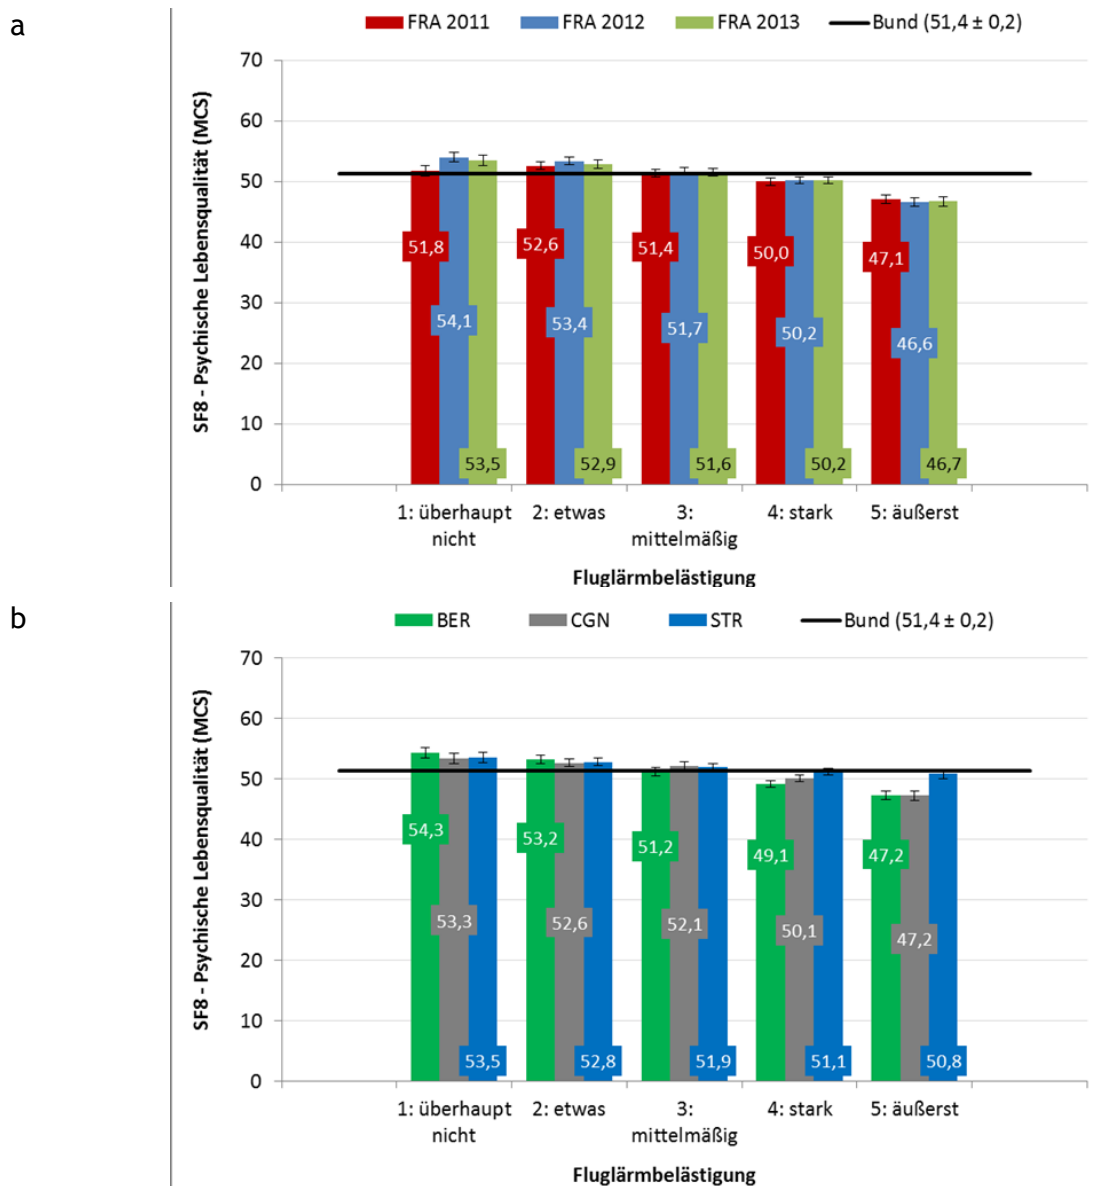 a
FRA 2011 FRA 2012 FRA 2013 Bund (51,4 ± 0,2)
SF8 - Psychische Lebensqualität (MCS)
70
60
50
40
30
20
10
0
51,8 52,6 51,4 50,0 47,1
54,1 53,4 51,7 50,2 46,6
53,5 52,9 51,6 50,2 46,7
1: überhaupt 2: etwas 3: 4: stark 5: äußerst
nicht mittelmäßig
Fluglärmbelästigung
b
BER CGN STR Bund (51,4 ± 0,2)
SF8 - Psychische Lebensqualität (MCS)
70
60
50
40
30
20
10
0
54,3 53,2 51,2 49,1 47,2
53,3 52,6 52,1 50,1 47,2
53,5 52,8 51,9 51,1 50,8
1: überhaupt 2: etwas 3: 4: stark 5: äußerst
nicht mittelmäßig
Fluglärmbelästigung